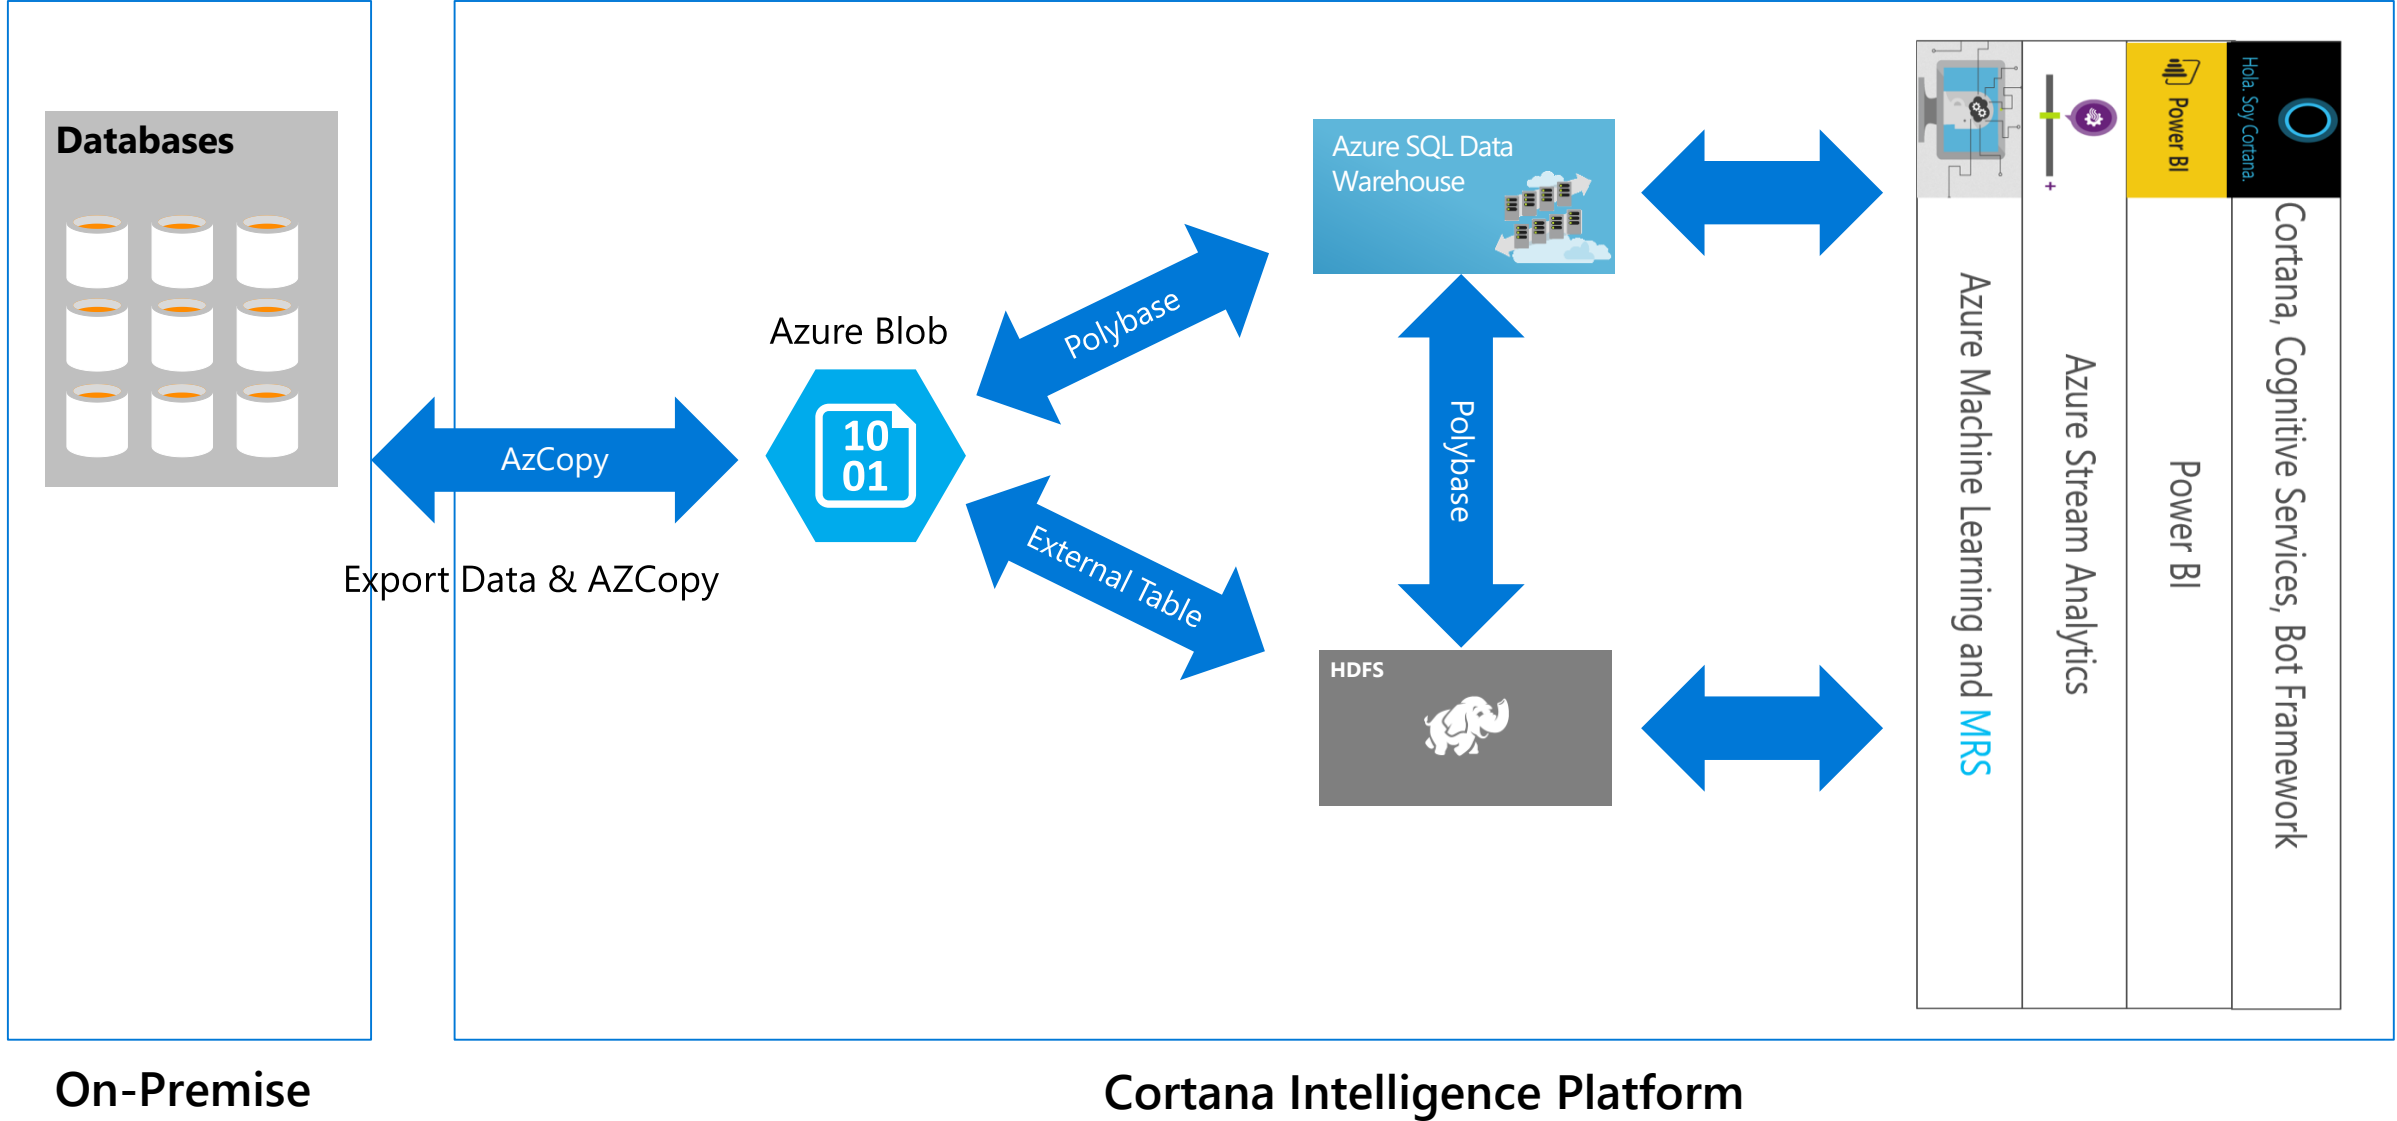 Databases
AzCopy
Export Data & AZCopy
Azure Blob
10
01
Polybase
External Table
Azure SQL Data
Warehouse
Polybase
HDFS
Azure Machine Learning and MRS
+
Azure Stream Analytics
Power BI
Power BI
Hola. Soy Cortana.
Cortana, Cognitive Services, Bot Framework
On-Premise
Cortana Intelligence Platform